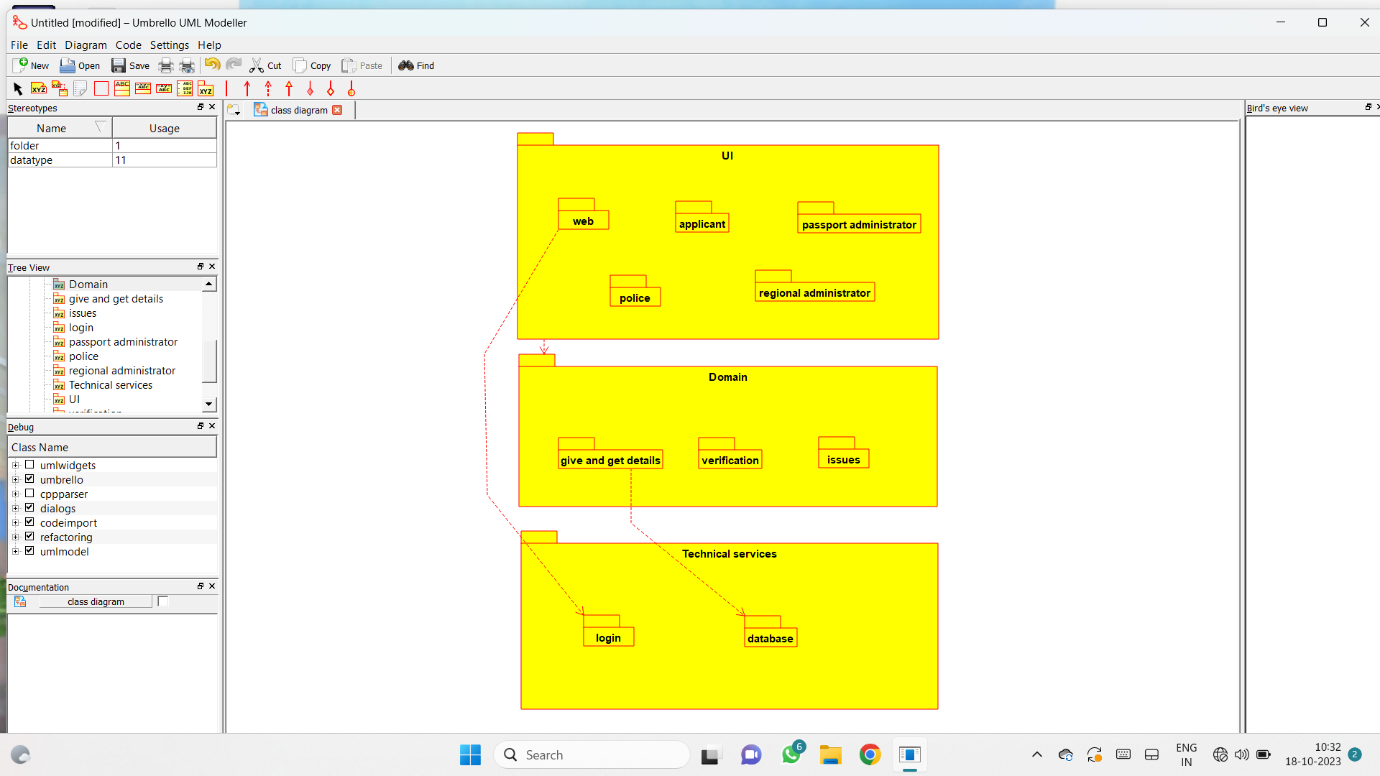 Untitled [modified] – Umbrello UML Modeller
File Edit Diagram Code Settings Help
New Open Save Cut Copy Paste Find
Stereotypes
Name Usage
folder 1
datatype 11
Tree View
Domain
give and get details
issues
login
passport administrator
police
regional administrator
Technical services
UI
verification
Debug
Class Name
umlwidgets
umbrello
cppparser
dialogs
codeimport
refactoring
umlmodel
Documentation
class diagram
class diagram
UI
web
applicant
passport administrator
police
regional administrator
Domain
give and get details
verification
issues
Technical services
login
database
Bird's eye view
Search
6
ENG
IN
10:32
18-10-2023
2